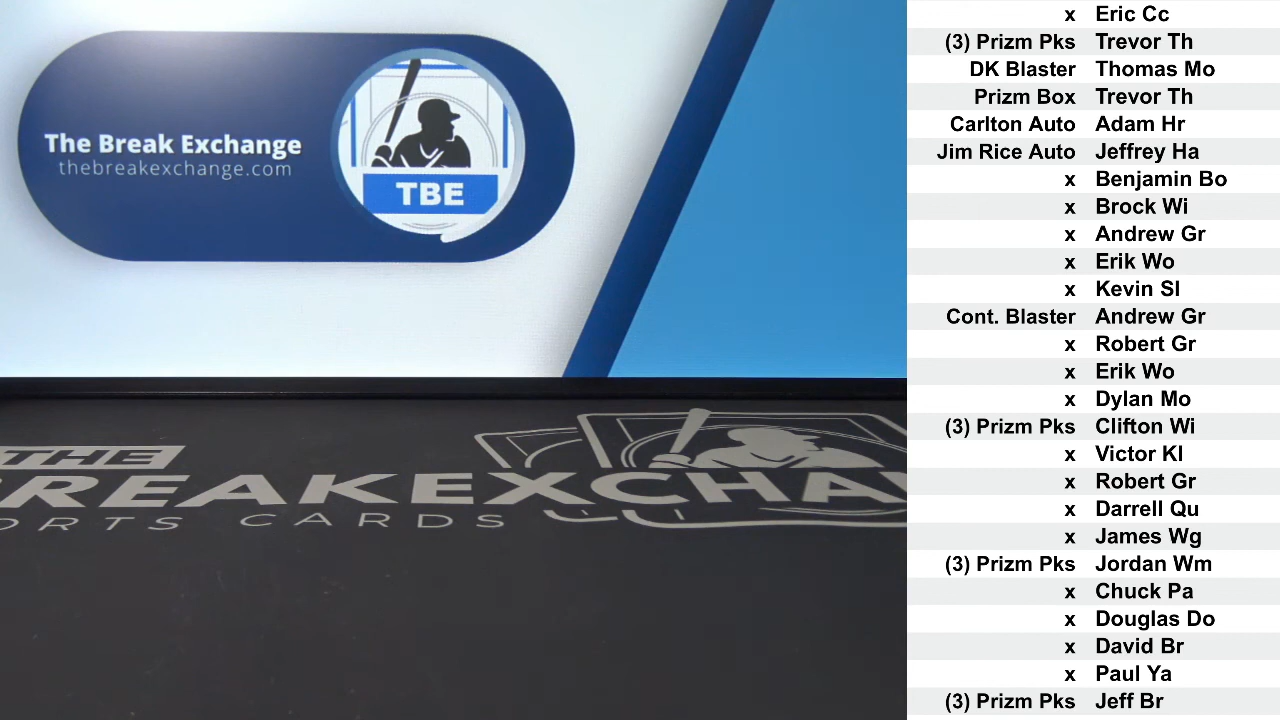 The Break Exchange
thebreakexchange.com
TBE
THE
BREAKEXCHA
ORTS CARDS
x Eric Cc
(3) Prizm Pks Trevor Th
DK Blaster Thomas Mo
Prizm Box Trevor Th
Carlton Auto Adam Hr
Jim Rice Auto Jeffrey Ha
x Benjamin Bo
x Brock Wi
x Andrew Gr
x Erik Wo
x Kevin Sl
Cont. Blaster Andrew Gr
x Robert Gr
x Erik Wo
x Dylan Mo
(3) Prizm Pks Clifton Wi
x Victor Kl
x Robert Gr
x Darrell Qu
x James Wg
(3) Prizm Pks Jordan Wm
x Chuck Pa
x Douglas Do
x David Br
x Paul Ya
(3) Prizm Pks Jeff Br